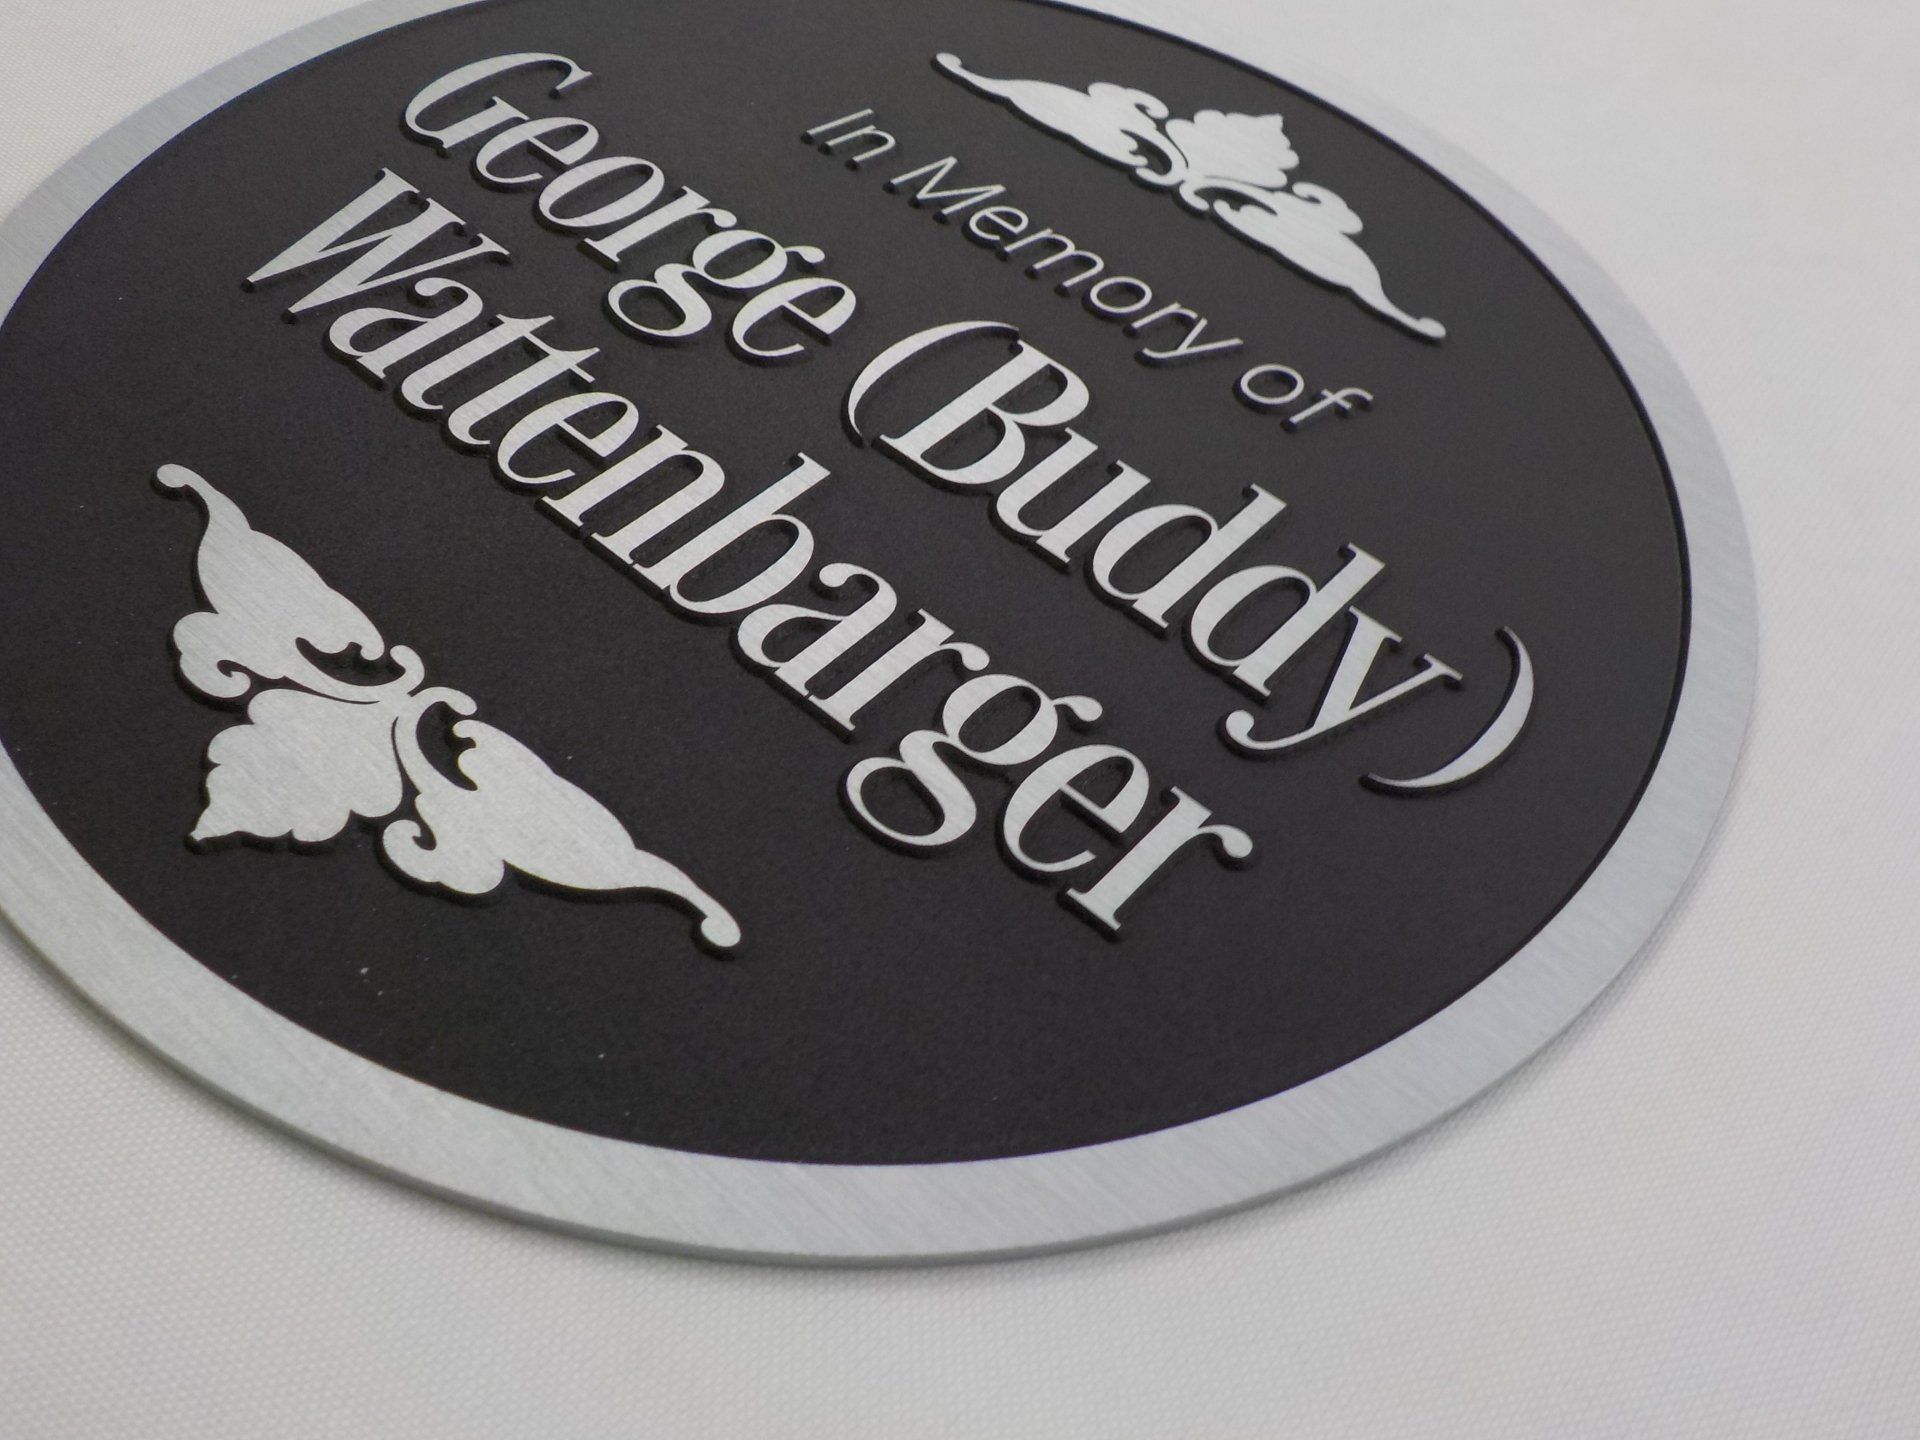 In Memory of
George (Buddy)
Wattenbarger